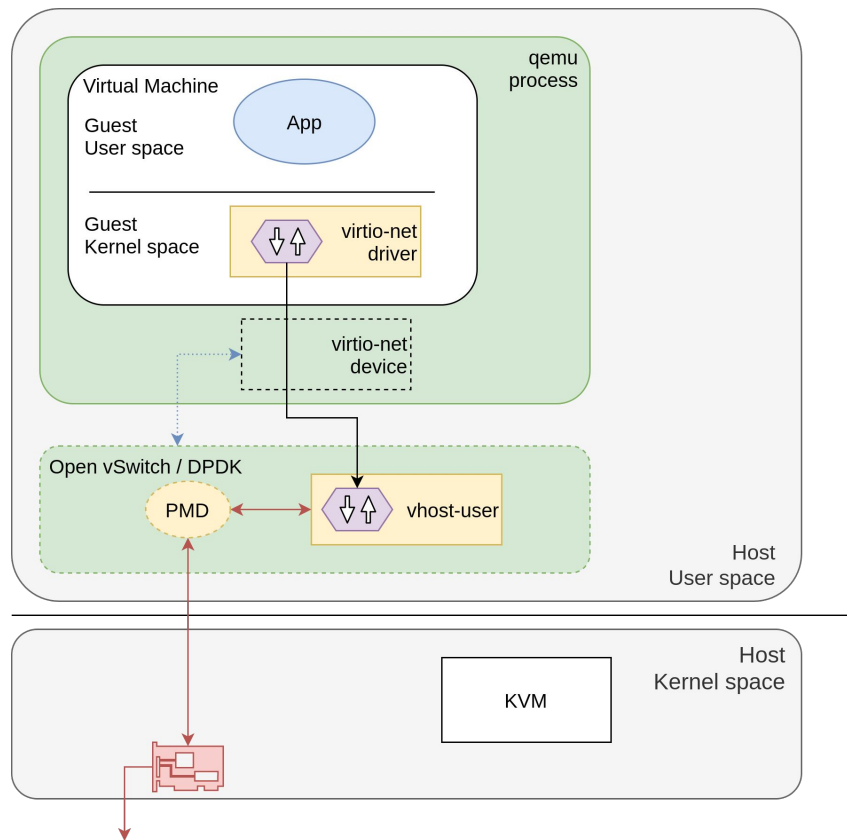 qemu
process
Virtual Machine
App
Guest
User space
Guest
Kernel space
virtio-net
driver
virtio-net
device
Open vSwitch / DPDK
PMD
vhost-user
Host
User space
Host
Kernel space
KVM